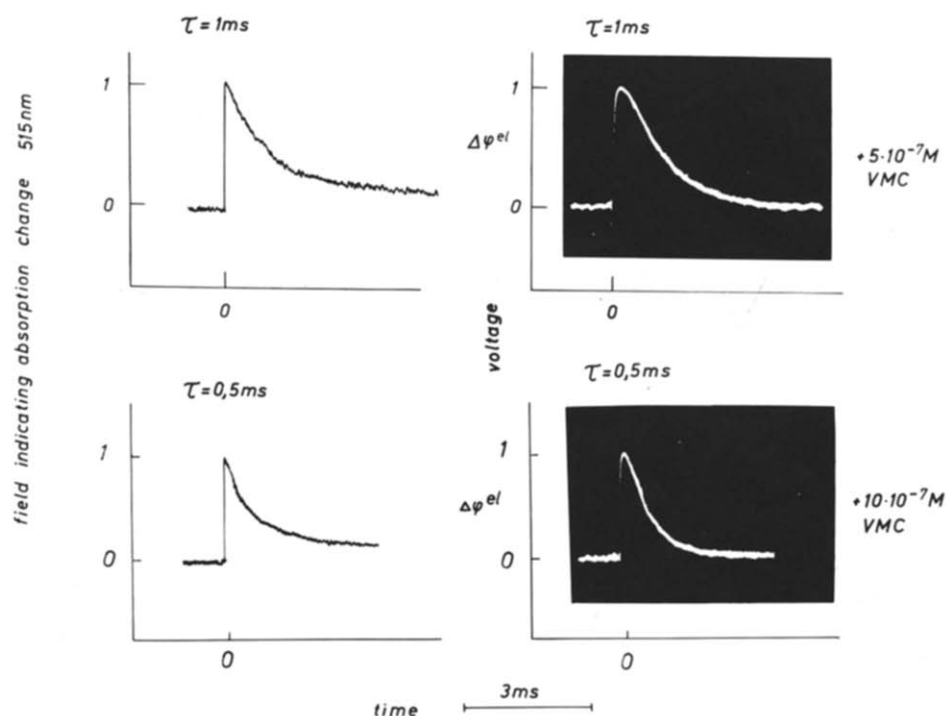 field indicating absorption change 515nm
τ = 1ms
1
0
0
τ = 1ms
1
Δφel
0
0
+5·10⁻⁷M
VMC
voltage
τ = 0,5ms
1
0
0
τ = 0,5ms
1
Δφel
0
0
+10·10⁻⁷M
VMC
time
3ms